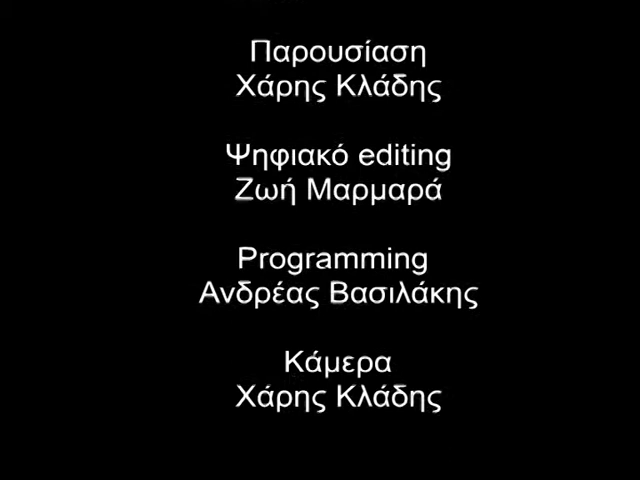 Παρουσίαση
Χάρης Κλάδης
Ψηφιακό editing
Ζωή Μαρμαρά
Programming
Ανδρέας Βασιλάκης
Κάμερα
Χάρης Κλάδης